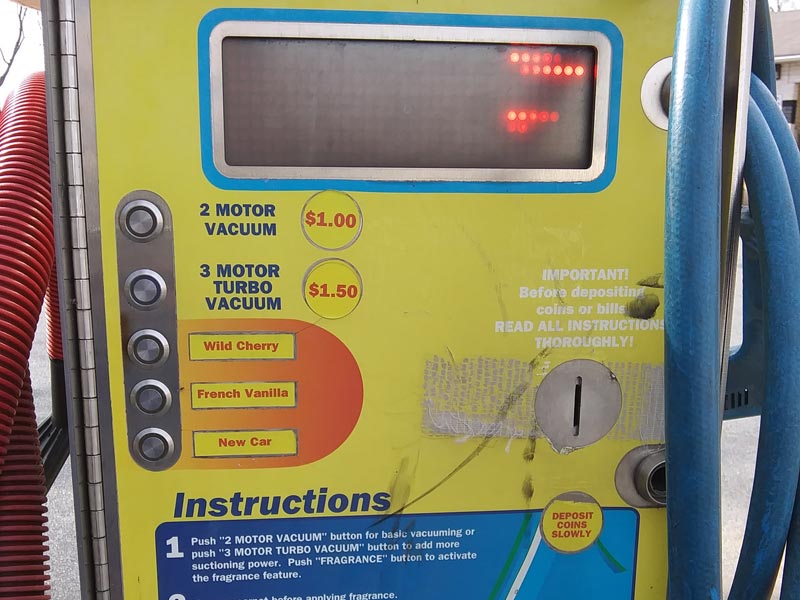 2 MOTOR
VACUUM
$1.00
3 MOTOR
TURBO
VACUUM
$1.50
Wild Cherry
French Vanilla
New Car
IMPORTANT!
Before depositing
coins or bills
READ ALL INSTRUCTIONS
THOROUGHLY!
DEPOSIT
COINS
SLOWLY
Instructions
1 Push "2 MOTOR VACUUM" button for basic vacuuming or
push "3 MOTOR TURBO VACUUM" button to add more
suctioning power. Push "FRAGRANCE" button to activate
the fragrance feature.
before applying fragrance.